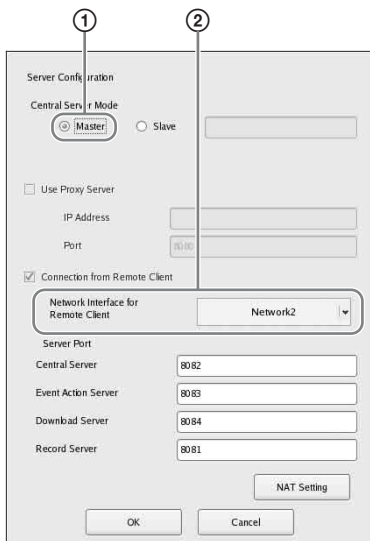 1 2
Server Configuration
Central Server Mode
Master Slave
Use Proxy Server
IP Address
Port 8080
Connection from Remote Client
Network Interface for
Remote Client
Network2
Server Port
Central Server 8082
Event Action Server 8083
Download Server 8084
Record Server 8081
NAT Setting
OK Cancel